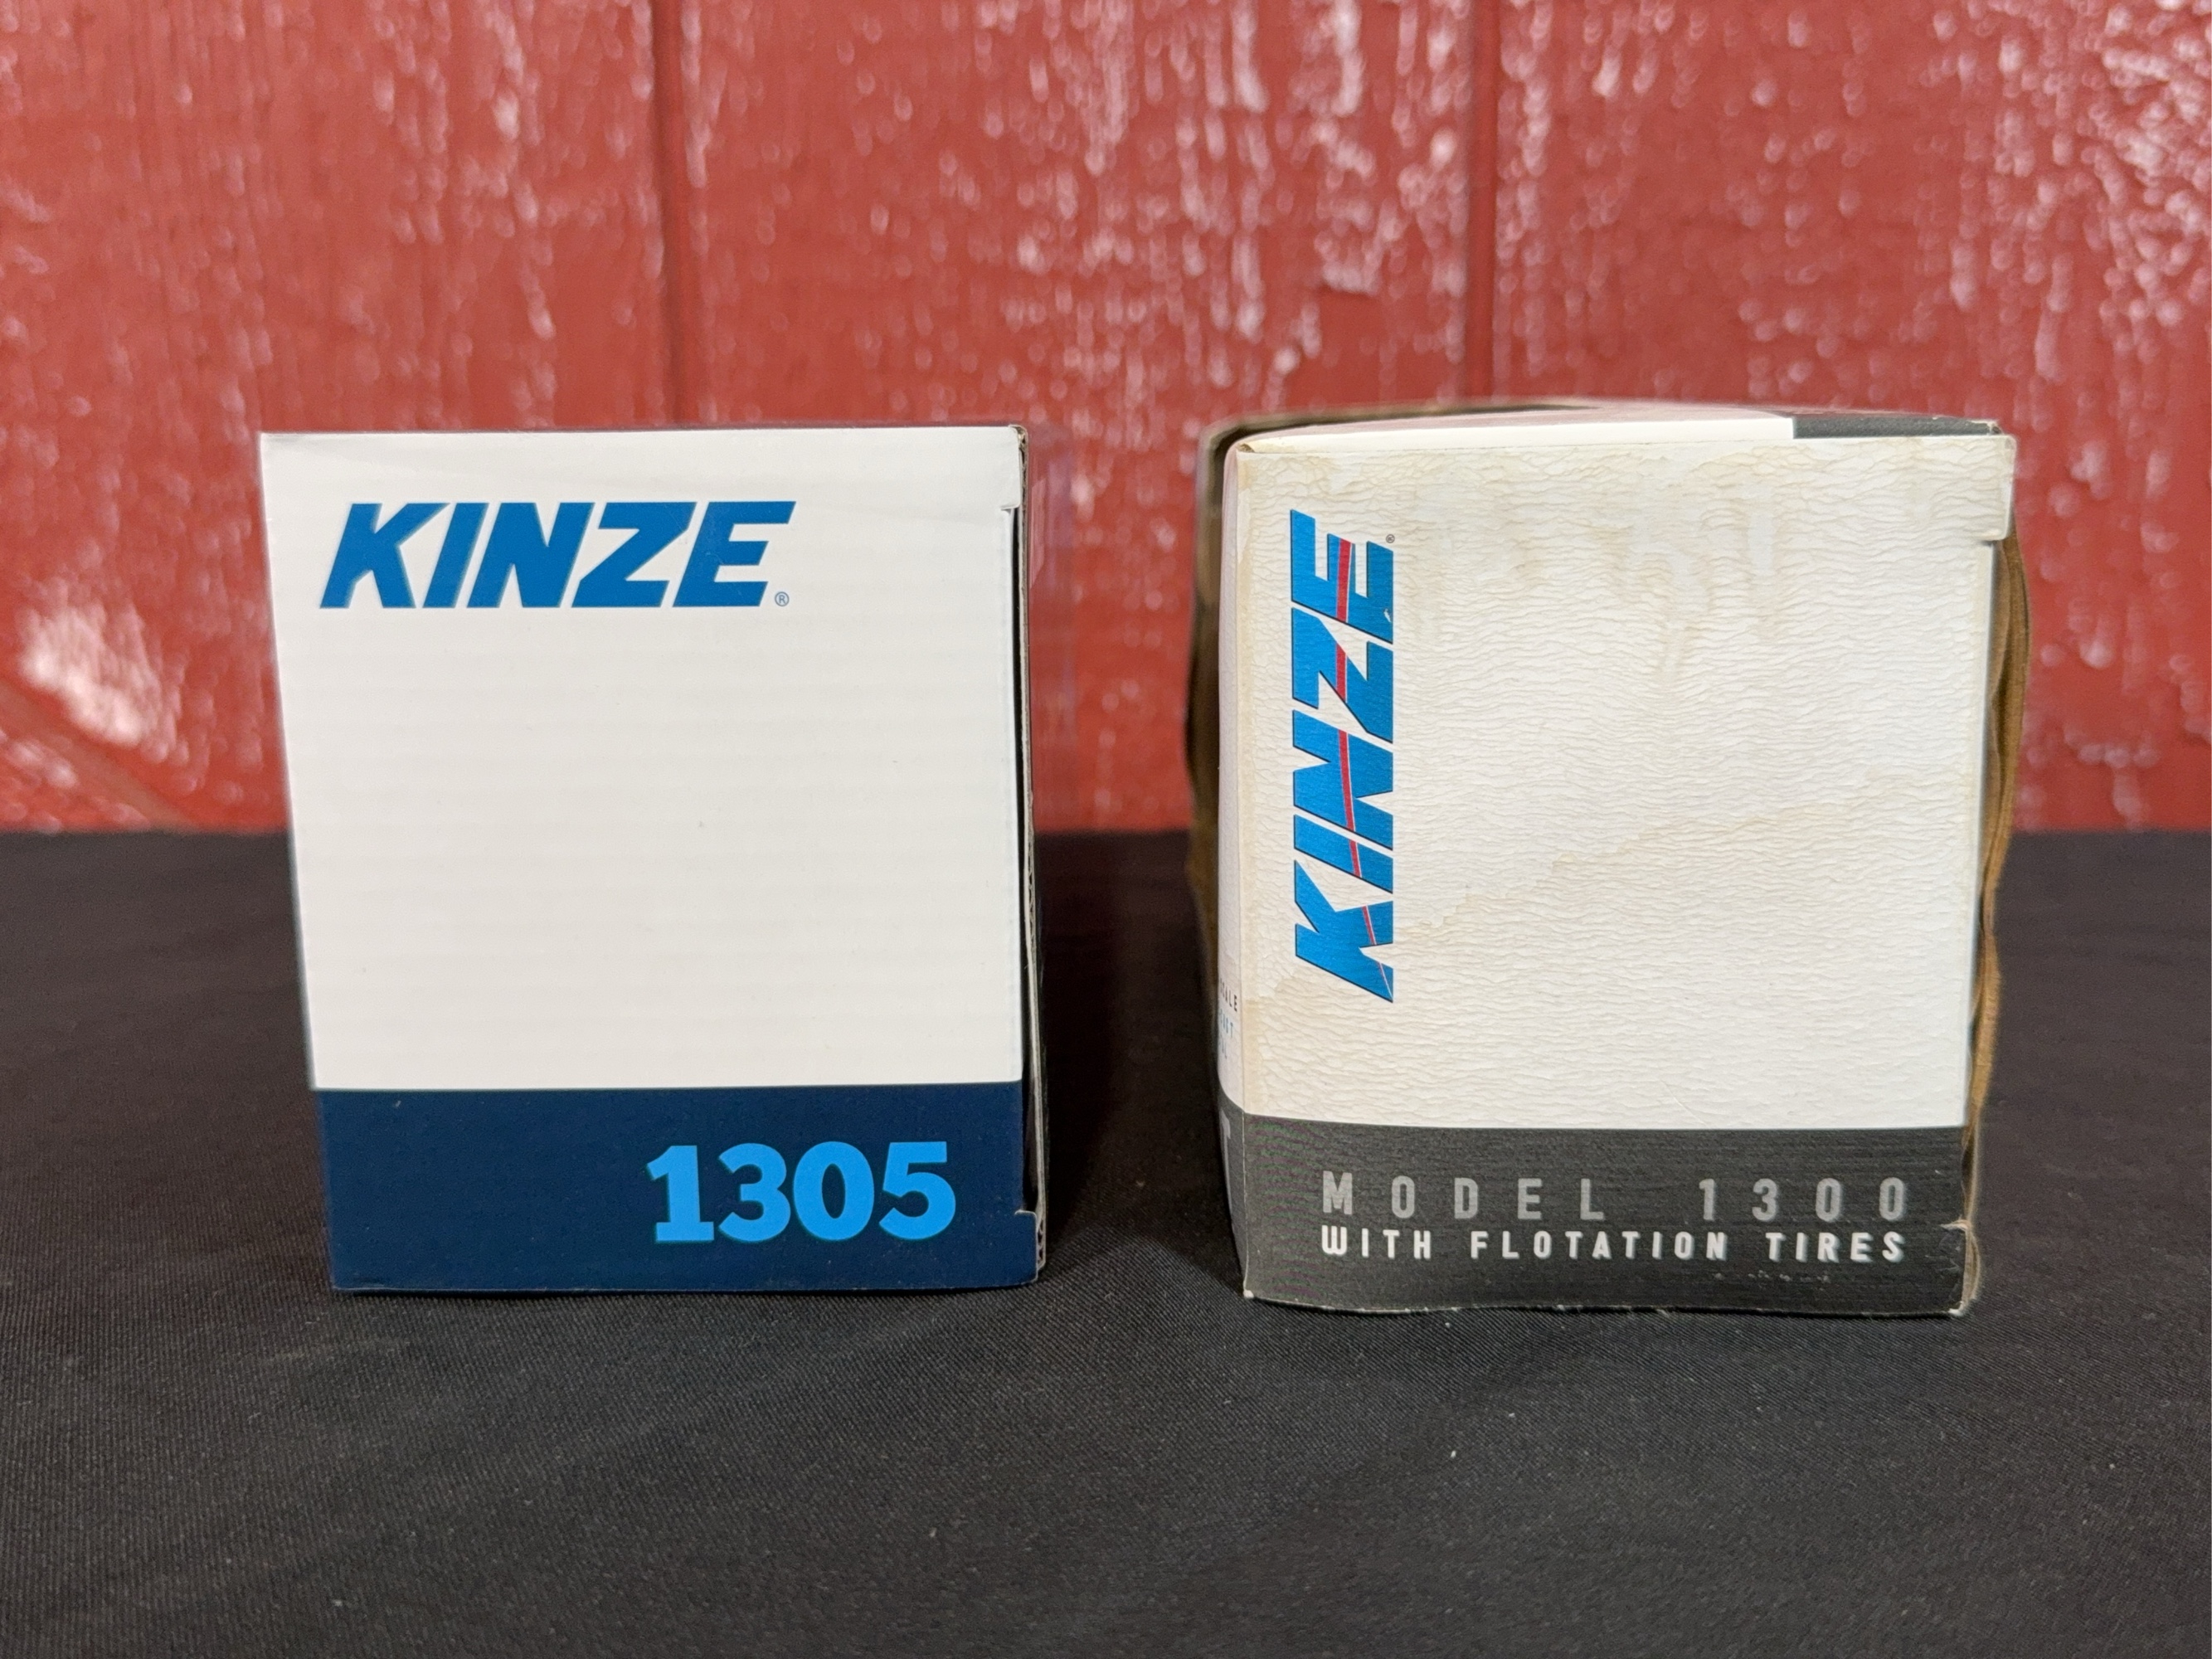 KINZE®
1305
KINZE®
MODEL 1300
WITH FLOTATION TIRES